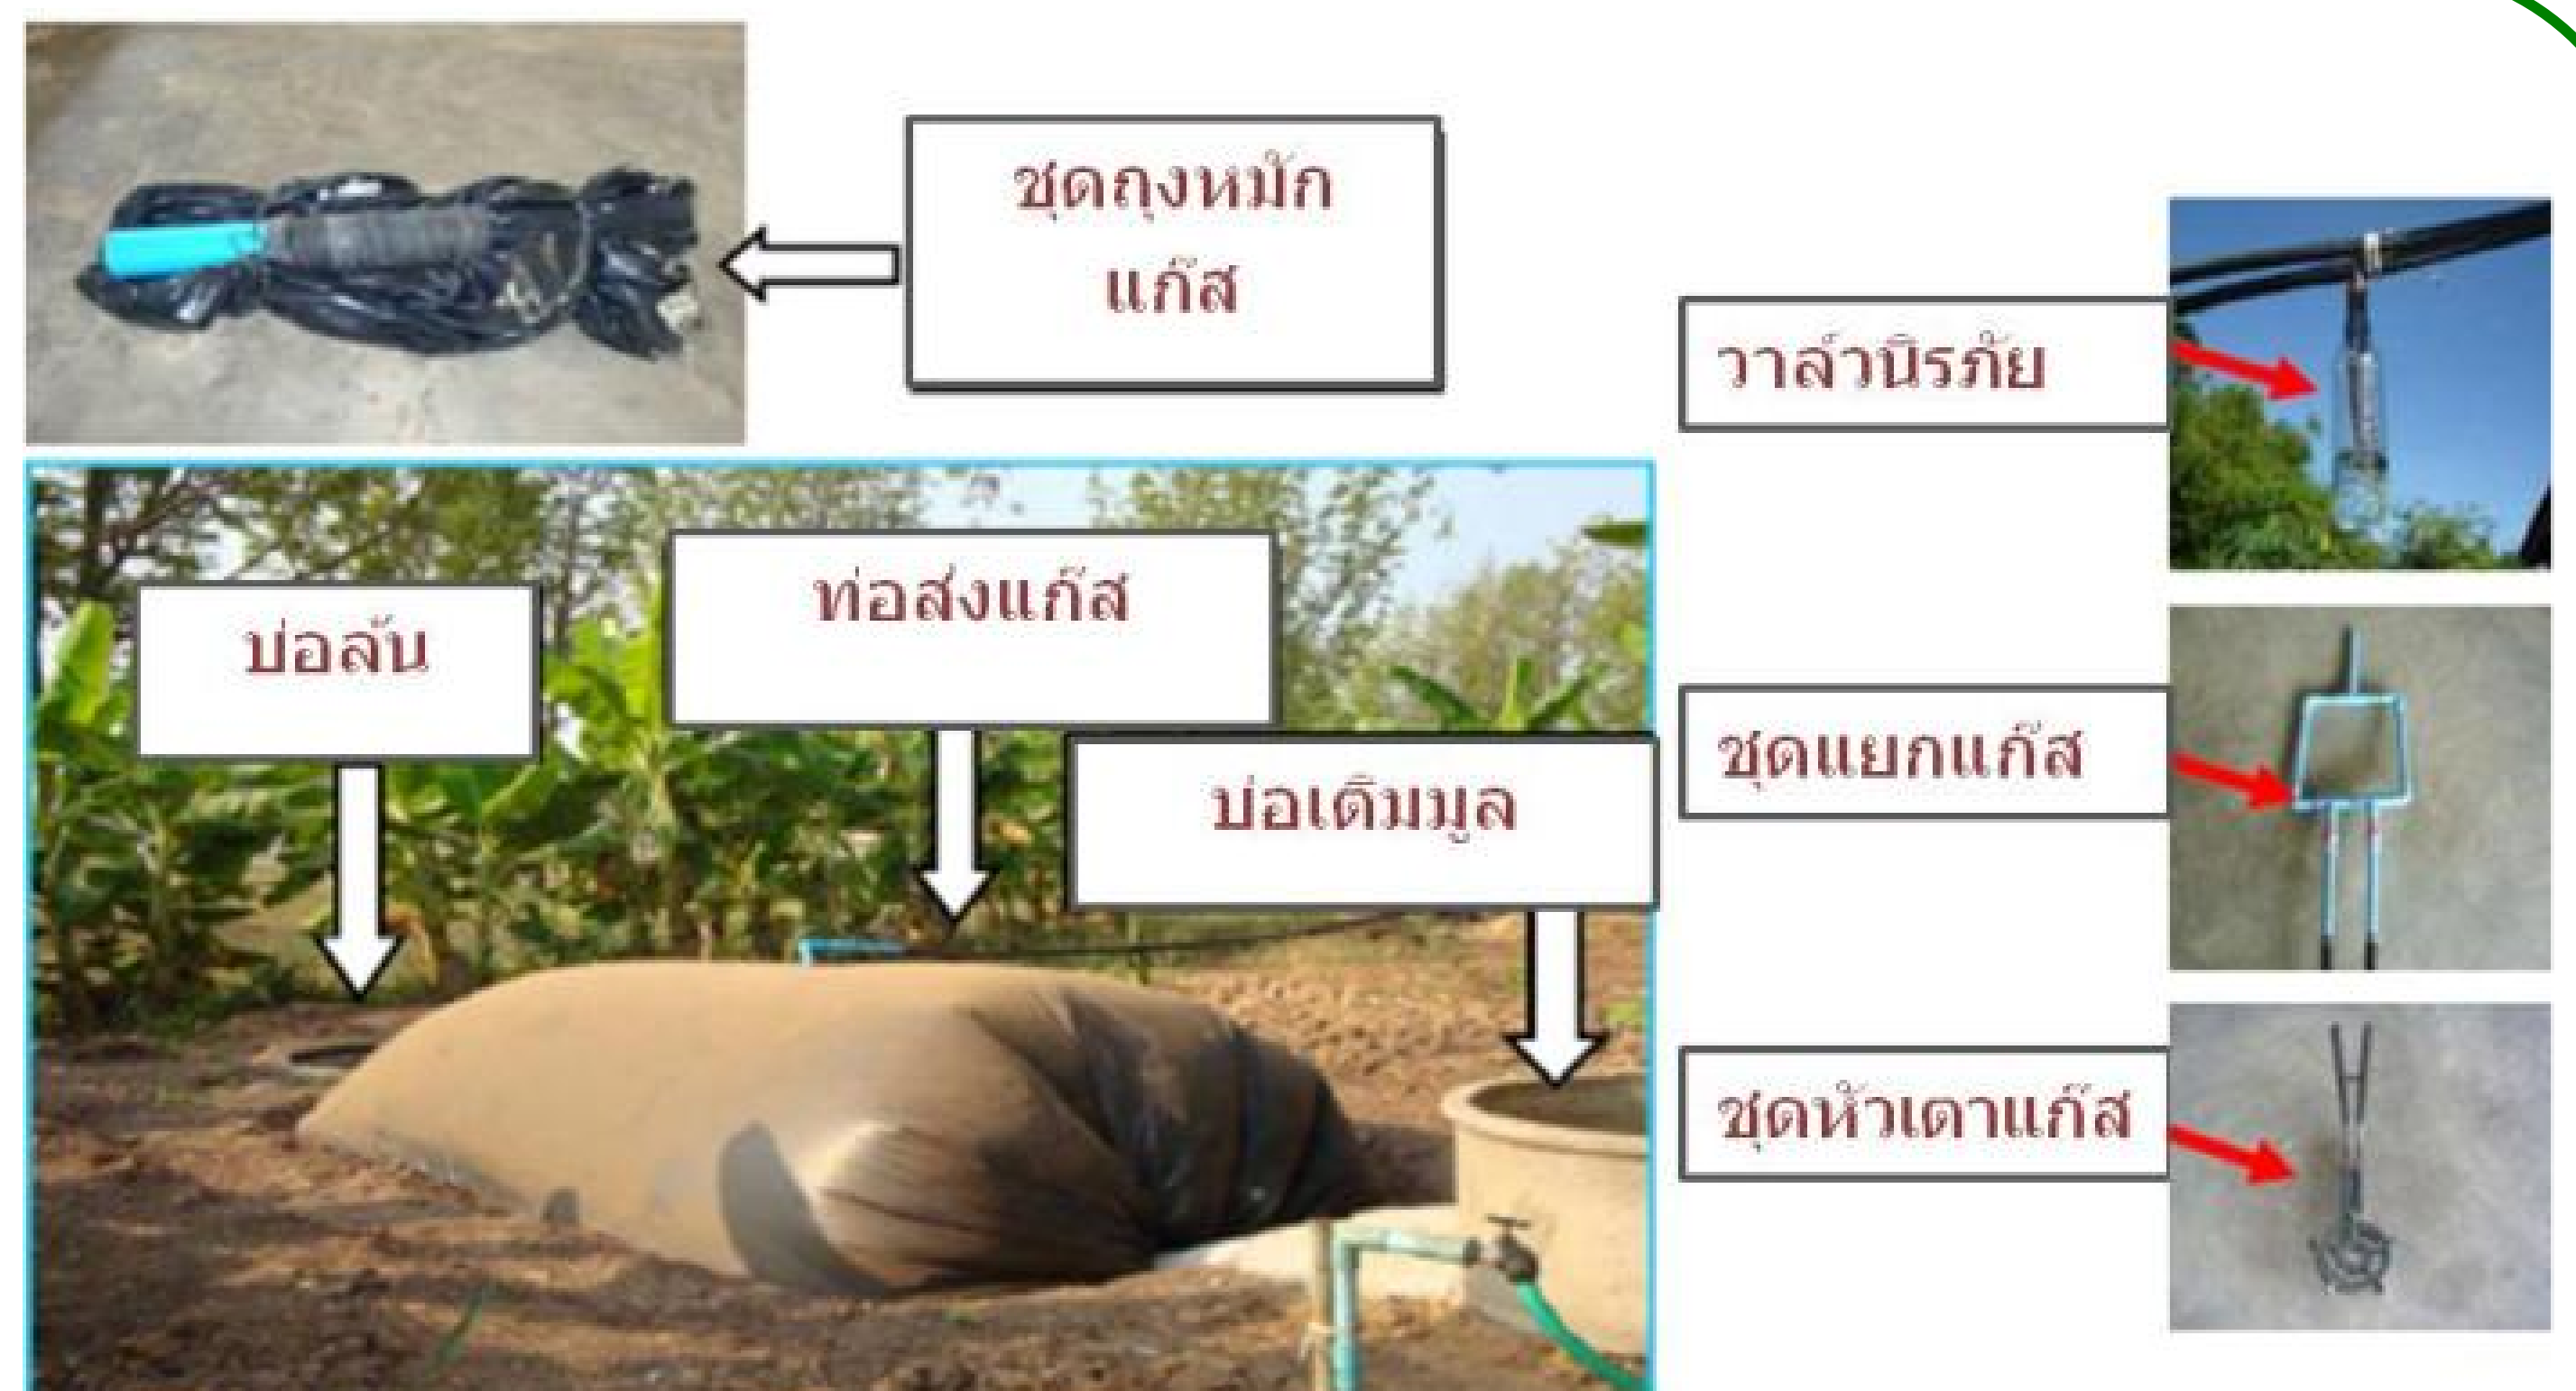 ชุดถุงหมัก
แก๊ส
วาล์วนิรภัย
บ่อล้น
ท่อส่งแก๊ส
บ่อเติมมูล
ชุดแยกแก๊ส
ชุดหัวเตาแก๊ส